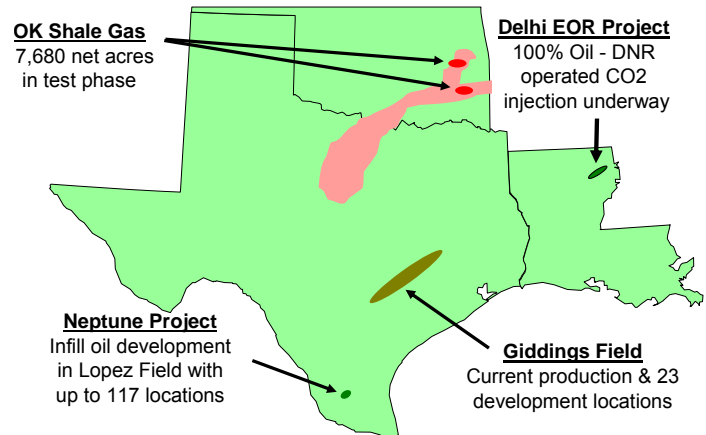 OK Shale Gas
7,680 net acres
in test phase
Delhi EOR Project
100% Oil - DNR
operated CO2
injection underway
Neptune Project
Infill oil development
in Lopez Field with
up to 117 locations
Giddings Field
Current production & 23
development locations